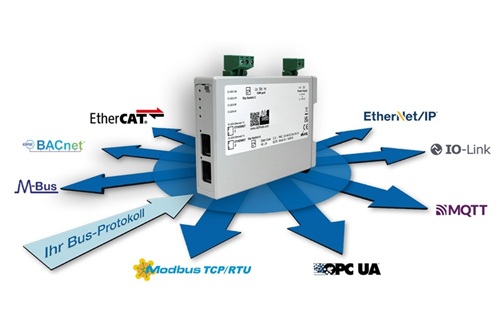 EtherCAT
EtherNet/IP
BACnet
IO-Link
M-Bus
MQTT
Ihr Bus-Protokoll
Modbus TCP/RTU
OPC UA